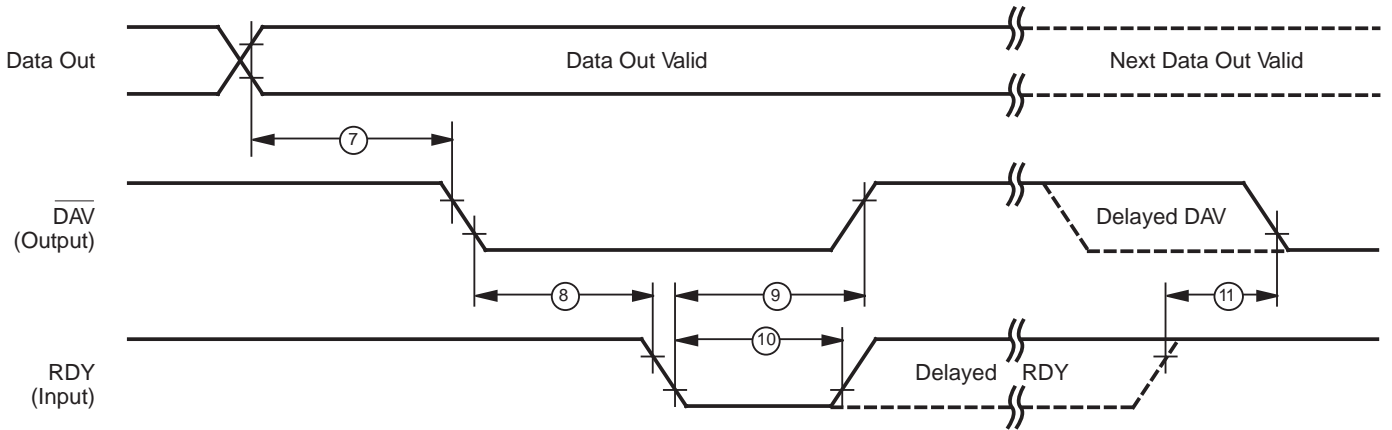 Data Out
Data Out Valid
Next Data Out Valid
7
DAV
(Output)
Delayed DAV
8
9
11
10
RDY
(Input)
Delayed RDY